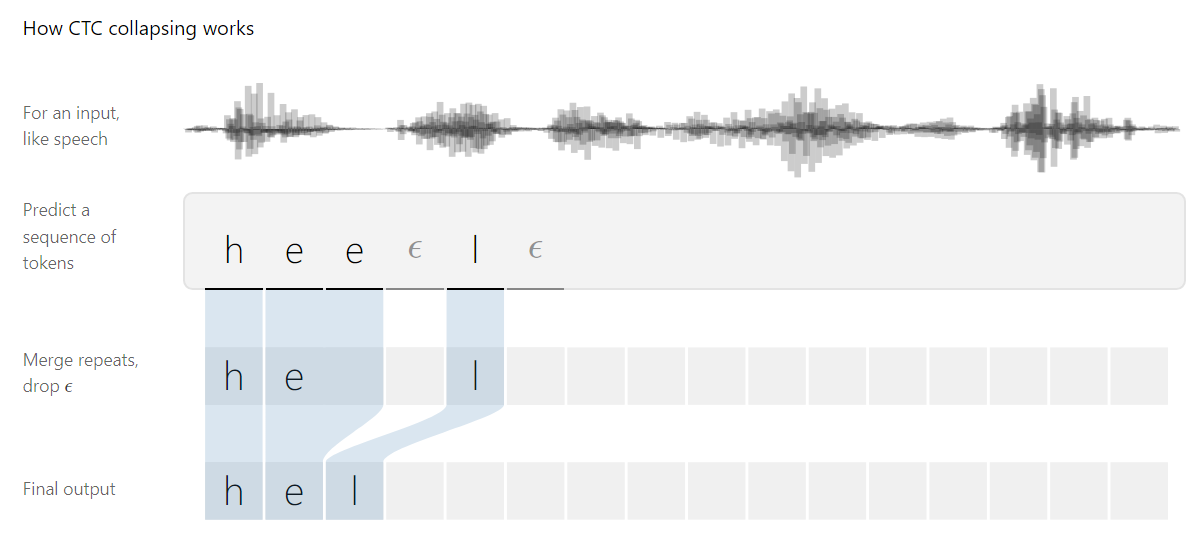 How CTC collapsing works
For an input,
like speech
Predict a
sequence of
tokens
h e e ϵ l ϵ
Merge repeats,
drop ϵ
h e l
Final output
h e l